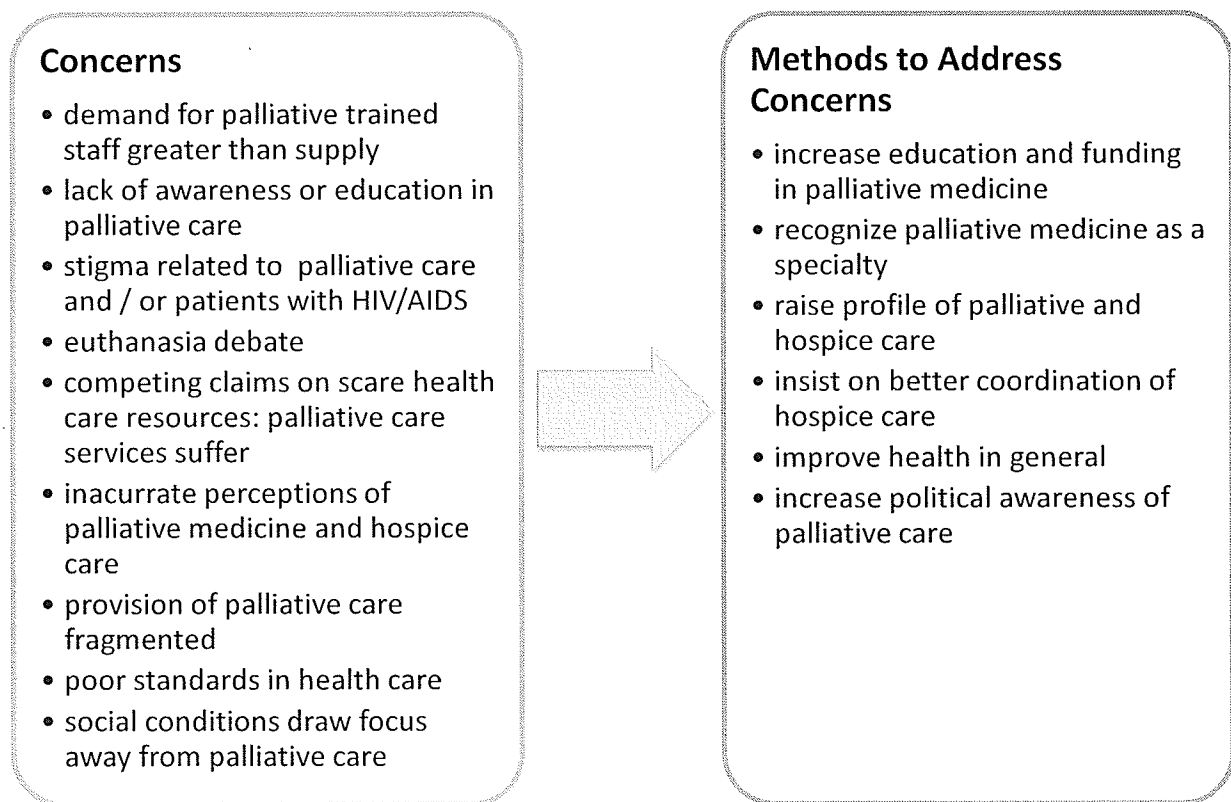 Concerns
• demand for palliative trained
staff greater than supply
• lack of awareness or education in
palliative care
• stigma related to palliative care
and / or patients with HIV/AIDS
• euthanasia debate
• competing claims on scare health
care resources: palliative care
services suffer
• inacurrate perceptions of
palliative medicine and hospice
care
• provision of palliative care
fragmented
• poor standards in health care
• social conditions draw focus
away from palliative care
Methods to Address
Concerns
• increase education and funding
in palliative medicine
• recognize palliative medicine as a
specialty
• raise profile of palliative and
hospice care
• insist on better coordination of
hospice care
• improve health in general
• increase political awareness of
palliative care